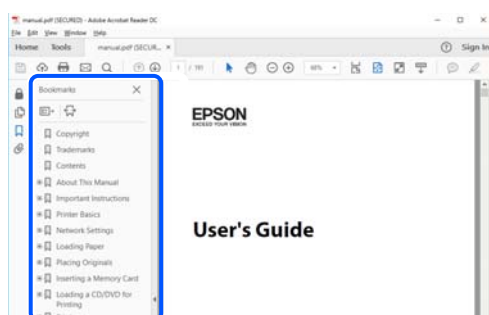 manual.pdf (SECURED) - Adobe Acrobat Reader DC
File Edit View Window Help
Home Tools manual.pdf (SECUR... × Sign In
1
Bookmarks ×
Copyright
Trademarks
Contents
About This Manual
Important Instructions
Printer Basics
Network Settings
Loading Paper
Placing Originals
Inserting a Memory Card
Loading a CD/DVD for
Printing
EPSON
EXCEED YOUR VISION
User's Guide